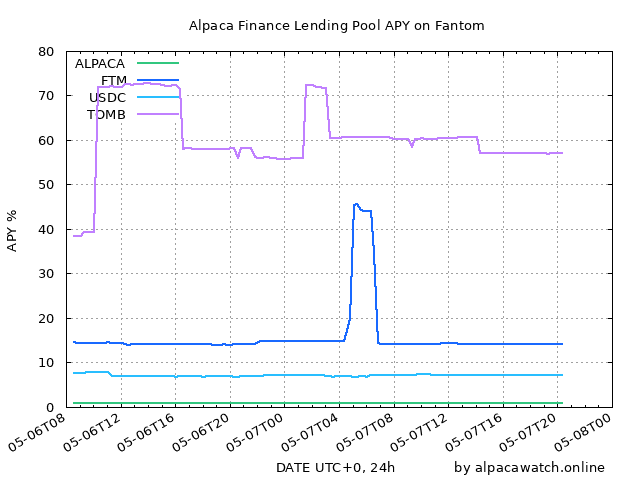 Alpaca Finance Lending Pool APY on Fantom
80
70
60
50
40
30
20
10
0
APY %
ALPACA
FTM
USDC
TOMB
05-06T08
05-06T12
05-06T16
05-06T20
05-07T00
05-07T04
05-07T08
05-07T12
05-07T16
05-07T20
05-08T00
DATE UTC+0, 24h
by alpacawatch.online